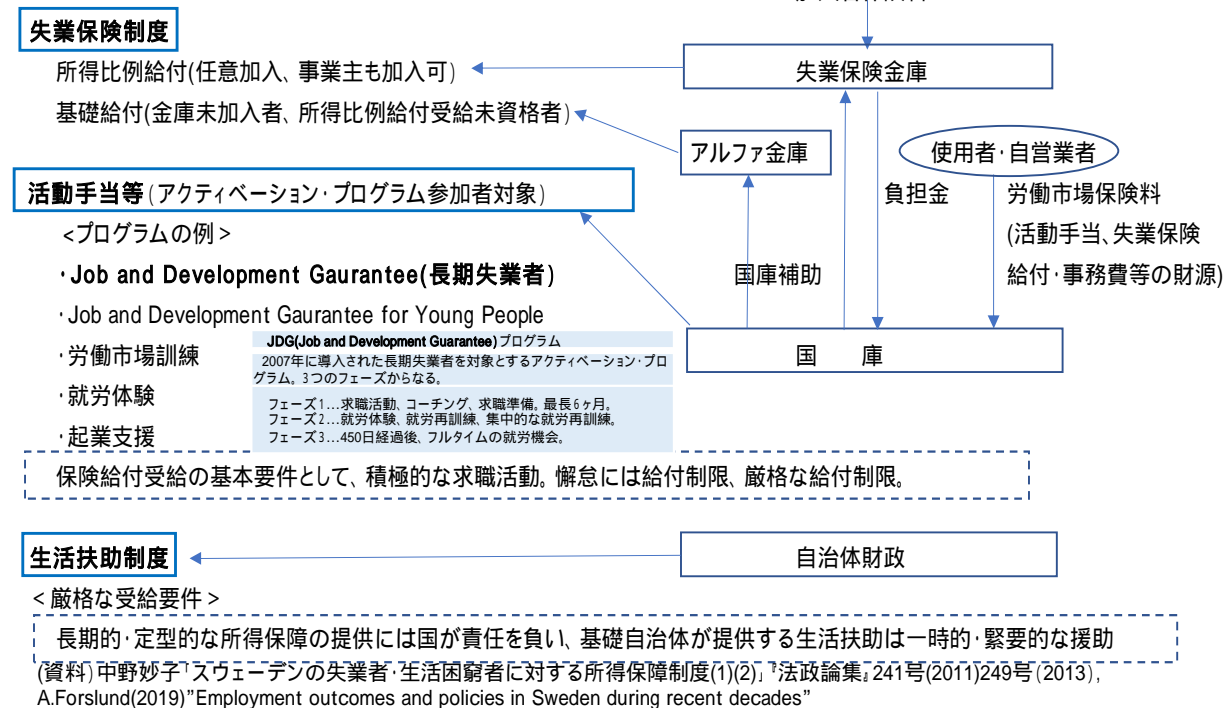 失業保険制度
所得比例給付(任意加入、事業主も加入可)
失業保険金庫
基礎給付(金庫未加入者、所得比例給付受給未資格者)
アルファ金庫
使用者・自営業者
活動手当等(アクティベーション・プログラム参加者対象)
負担金
労働市場保険料
(活動手当、失業保険
給付・事務費等の財源)
<プログラムの例>
・Job and Development Gaurantee(長期失業者)
国庫補助
・Job and Development Gaurantee for Young People
・労働市場訓練
・就労体験
・起業支援
JDG(Job and Development Guarantee)プログラム
2007年に導入された長期失業者を対象とするアクティベーション・プロ
グラム。3つのフェーズからなる。
フェーズ1…求職活動、コーチング、求職準備。最長6ヶ月。
フェーズ2…就労体験、就労再訓練、集中的な就労再訓練。
フェーズ3…450日経過後、フルタイムの就労機会。
国 庫
保険給付受給の基本要件として、積極的な求職活動。懈怠には給付制限、厳格な給付制限。
生活扶助制度
自治体財政
<厳格な受給要件>
長期的・定型的な所得保障の提供には国が責任を負い、基礎自治体が提供する生活扶助は一時的・緊要的な援助
(資料)中野妙子「スウェーデンの失業者・生活困窮者に対する所得保障制度(1)(2)」『法政論集』241号(2011)249号(2013),
A.Forslund(2019)”Employment outcomes and policies in Sweden during recent decades”